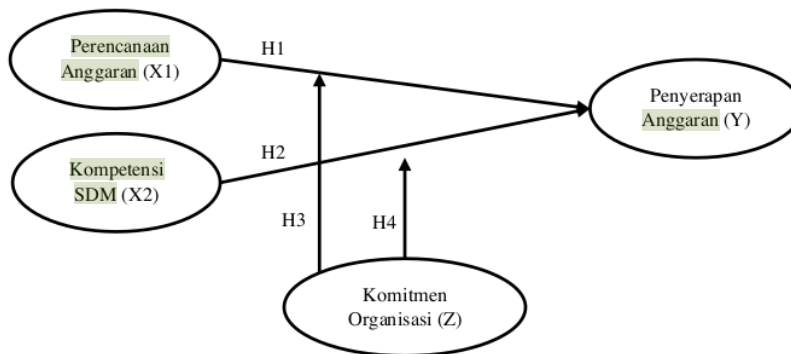 Perencanaan
Anggaran (X1)
H1
Penyerapan
Anggaran (Y)
H2
Kompetensi
SDM (X2)
H3
H4
Komitmen
Organisasi (Z)